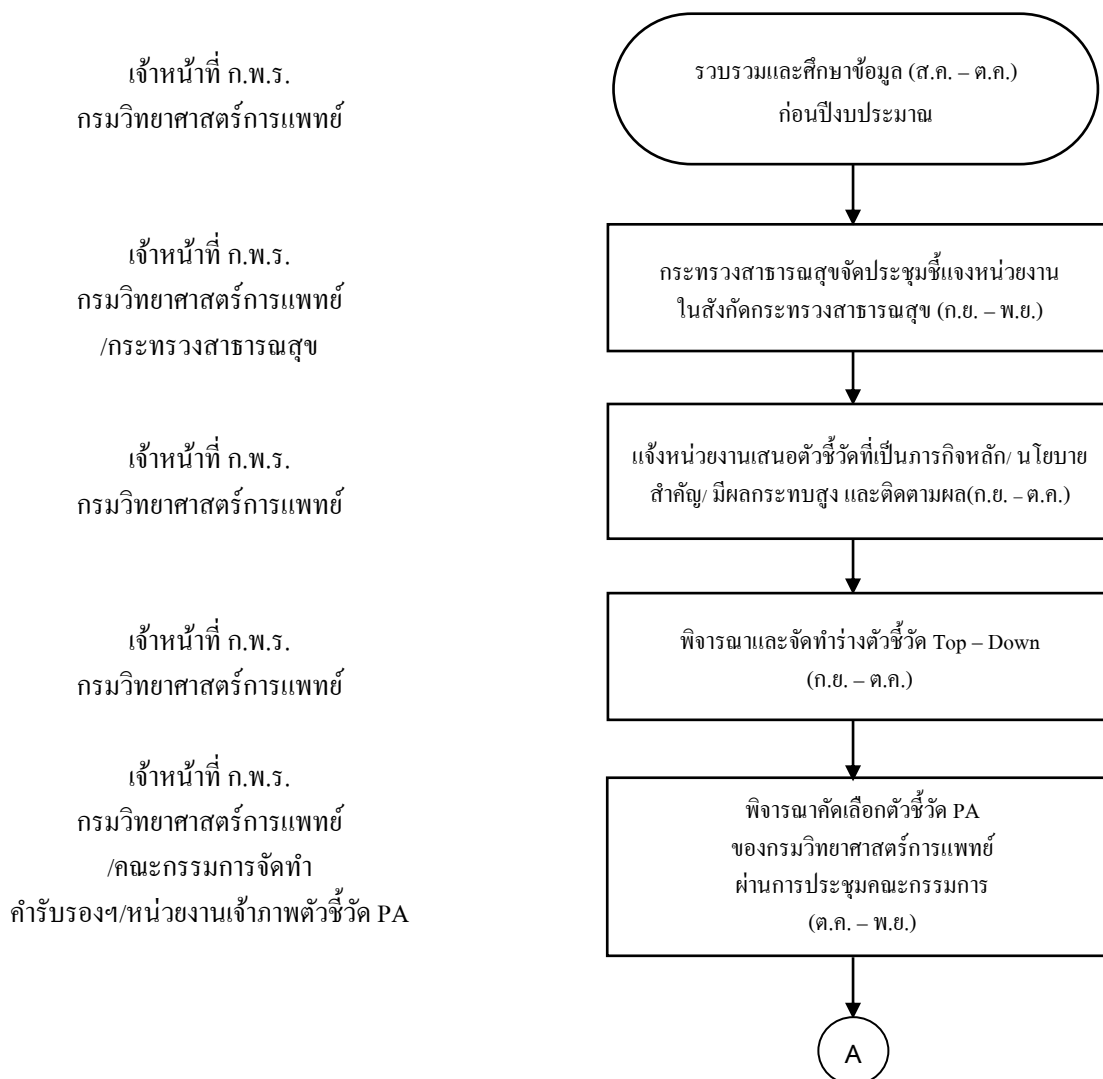 เจ้าหน้าที่ ก.พ.ร.
กรมวิทยาศาสตร์การแพทย์
รวบรวมและศึกษาข้อมูล (ส.ค. – ต.ค.)
ก่อนปีงบประมาณ
เจ้าหน้าที่ ก.พ.ร.
กรมวิทยาศาสตร์การแพทย์
/กระทรวงสาธารณสุข
กระทรวงสาธารณสุขจัดประชุมชี้แจงหน่วยงาน
ในสังกัดกระทรวงสาธารณสุข (ก.ย. – พ.ย.)
เจ้าหน้าที่ ก.พ.ร.
กรมวิทยาศาสตร์การแพทย์
แจ้งหน่วยงานเสนอตัวชี้วัดที่เป็นภารกิจหลัก/ นโยบาย
สำคัญ/ มีผลกระทบสูง และติดตามผล(ก.ย. – ต.ค.)
เจ้าหน้าที่ ก.พ.ร.
กรมวิทยาศาสตร์การแพทย์
พิจารณาและจัดทำร่างตัวชี้วัด Top – Down
(ก.ย. – ต.ค.)
เจ้าหน้าที่ ก.พ.ร.
กรมวิทยาศาสตร์การแพทย์
/คณะกรรมการจัดทำ
คำรับรองฯ/หน่วยงานเจ้าภาพตัวชี้วัด PA
พิจารณาคัดเลือกตัวชี้วัด PA
ของกรมวิทยาศาสตร์การแพทย์
ผ่านการประชุมคณะกรรมการ
(ต.ค. – พ.ย.)
A